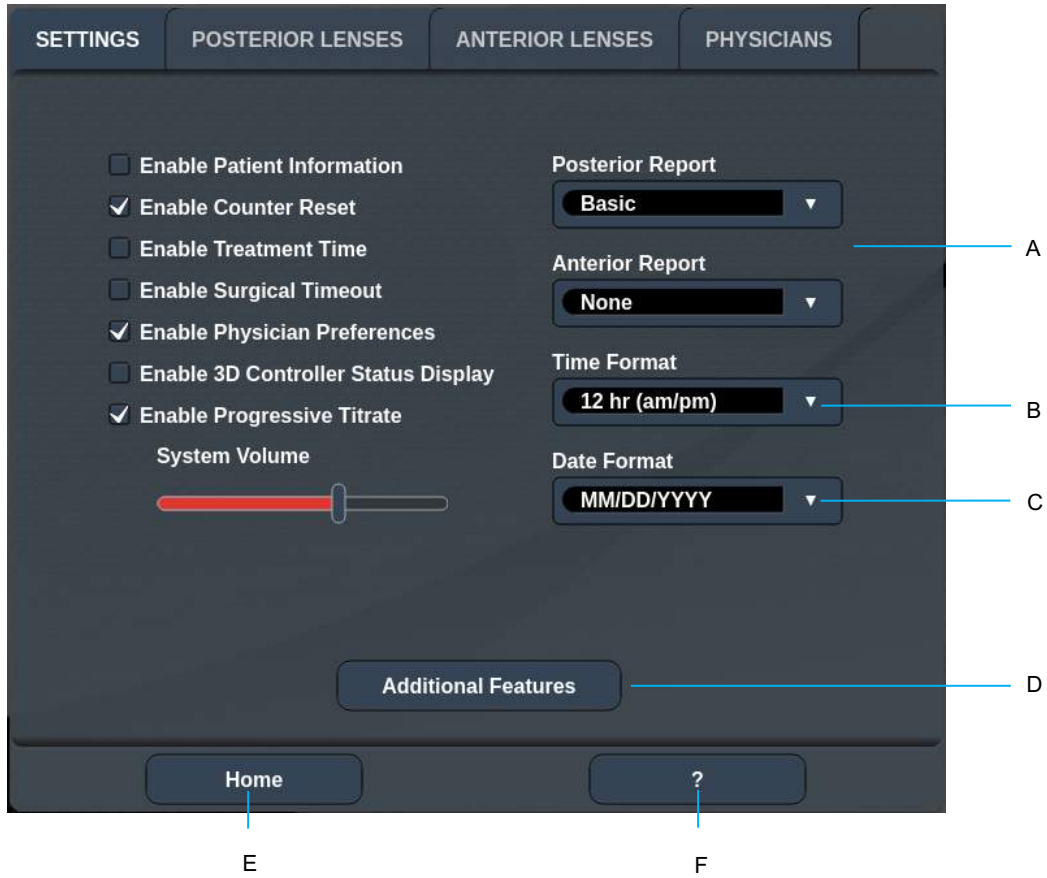 SETTINGS POSTERIOR LENSES ANTERIOR LENSES PHYSICIANS
Enable Patient Information
Enable Counter Reset
Enable Treatment Time
Enable Surgical Timeout
Enable Physician Preferences
Enable 3D Controller Status Display
Enable Progressive Titrate
System Volume
Posterior Report
Basic
A
Anterior Report
None
Time Format
12 hr (am/pm)
B
Date Format
MM/DD/YYYY
C
Additional Features
D
Home
?
E
F